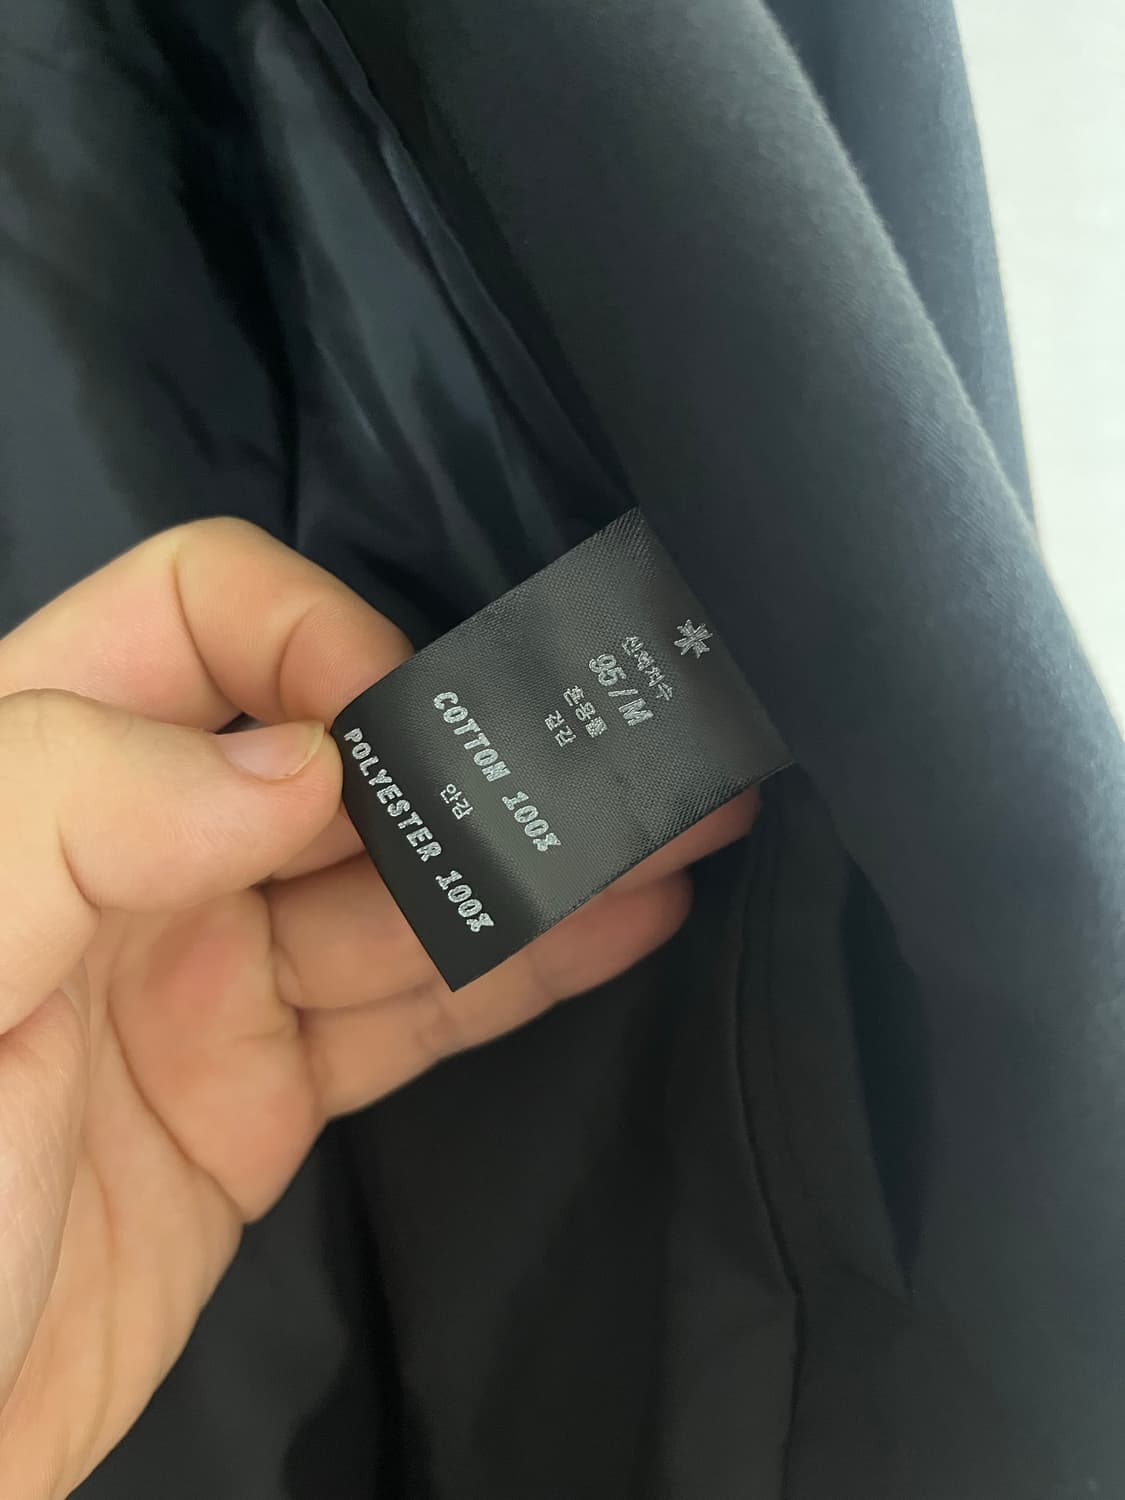 신체치수
95/M
혼용률
겉감
COTTON 100%
안감
POLYESTER 100%